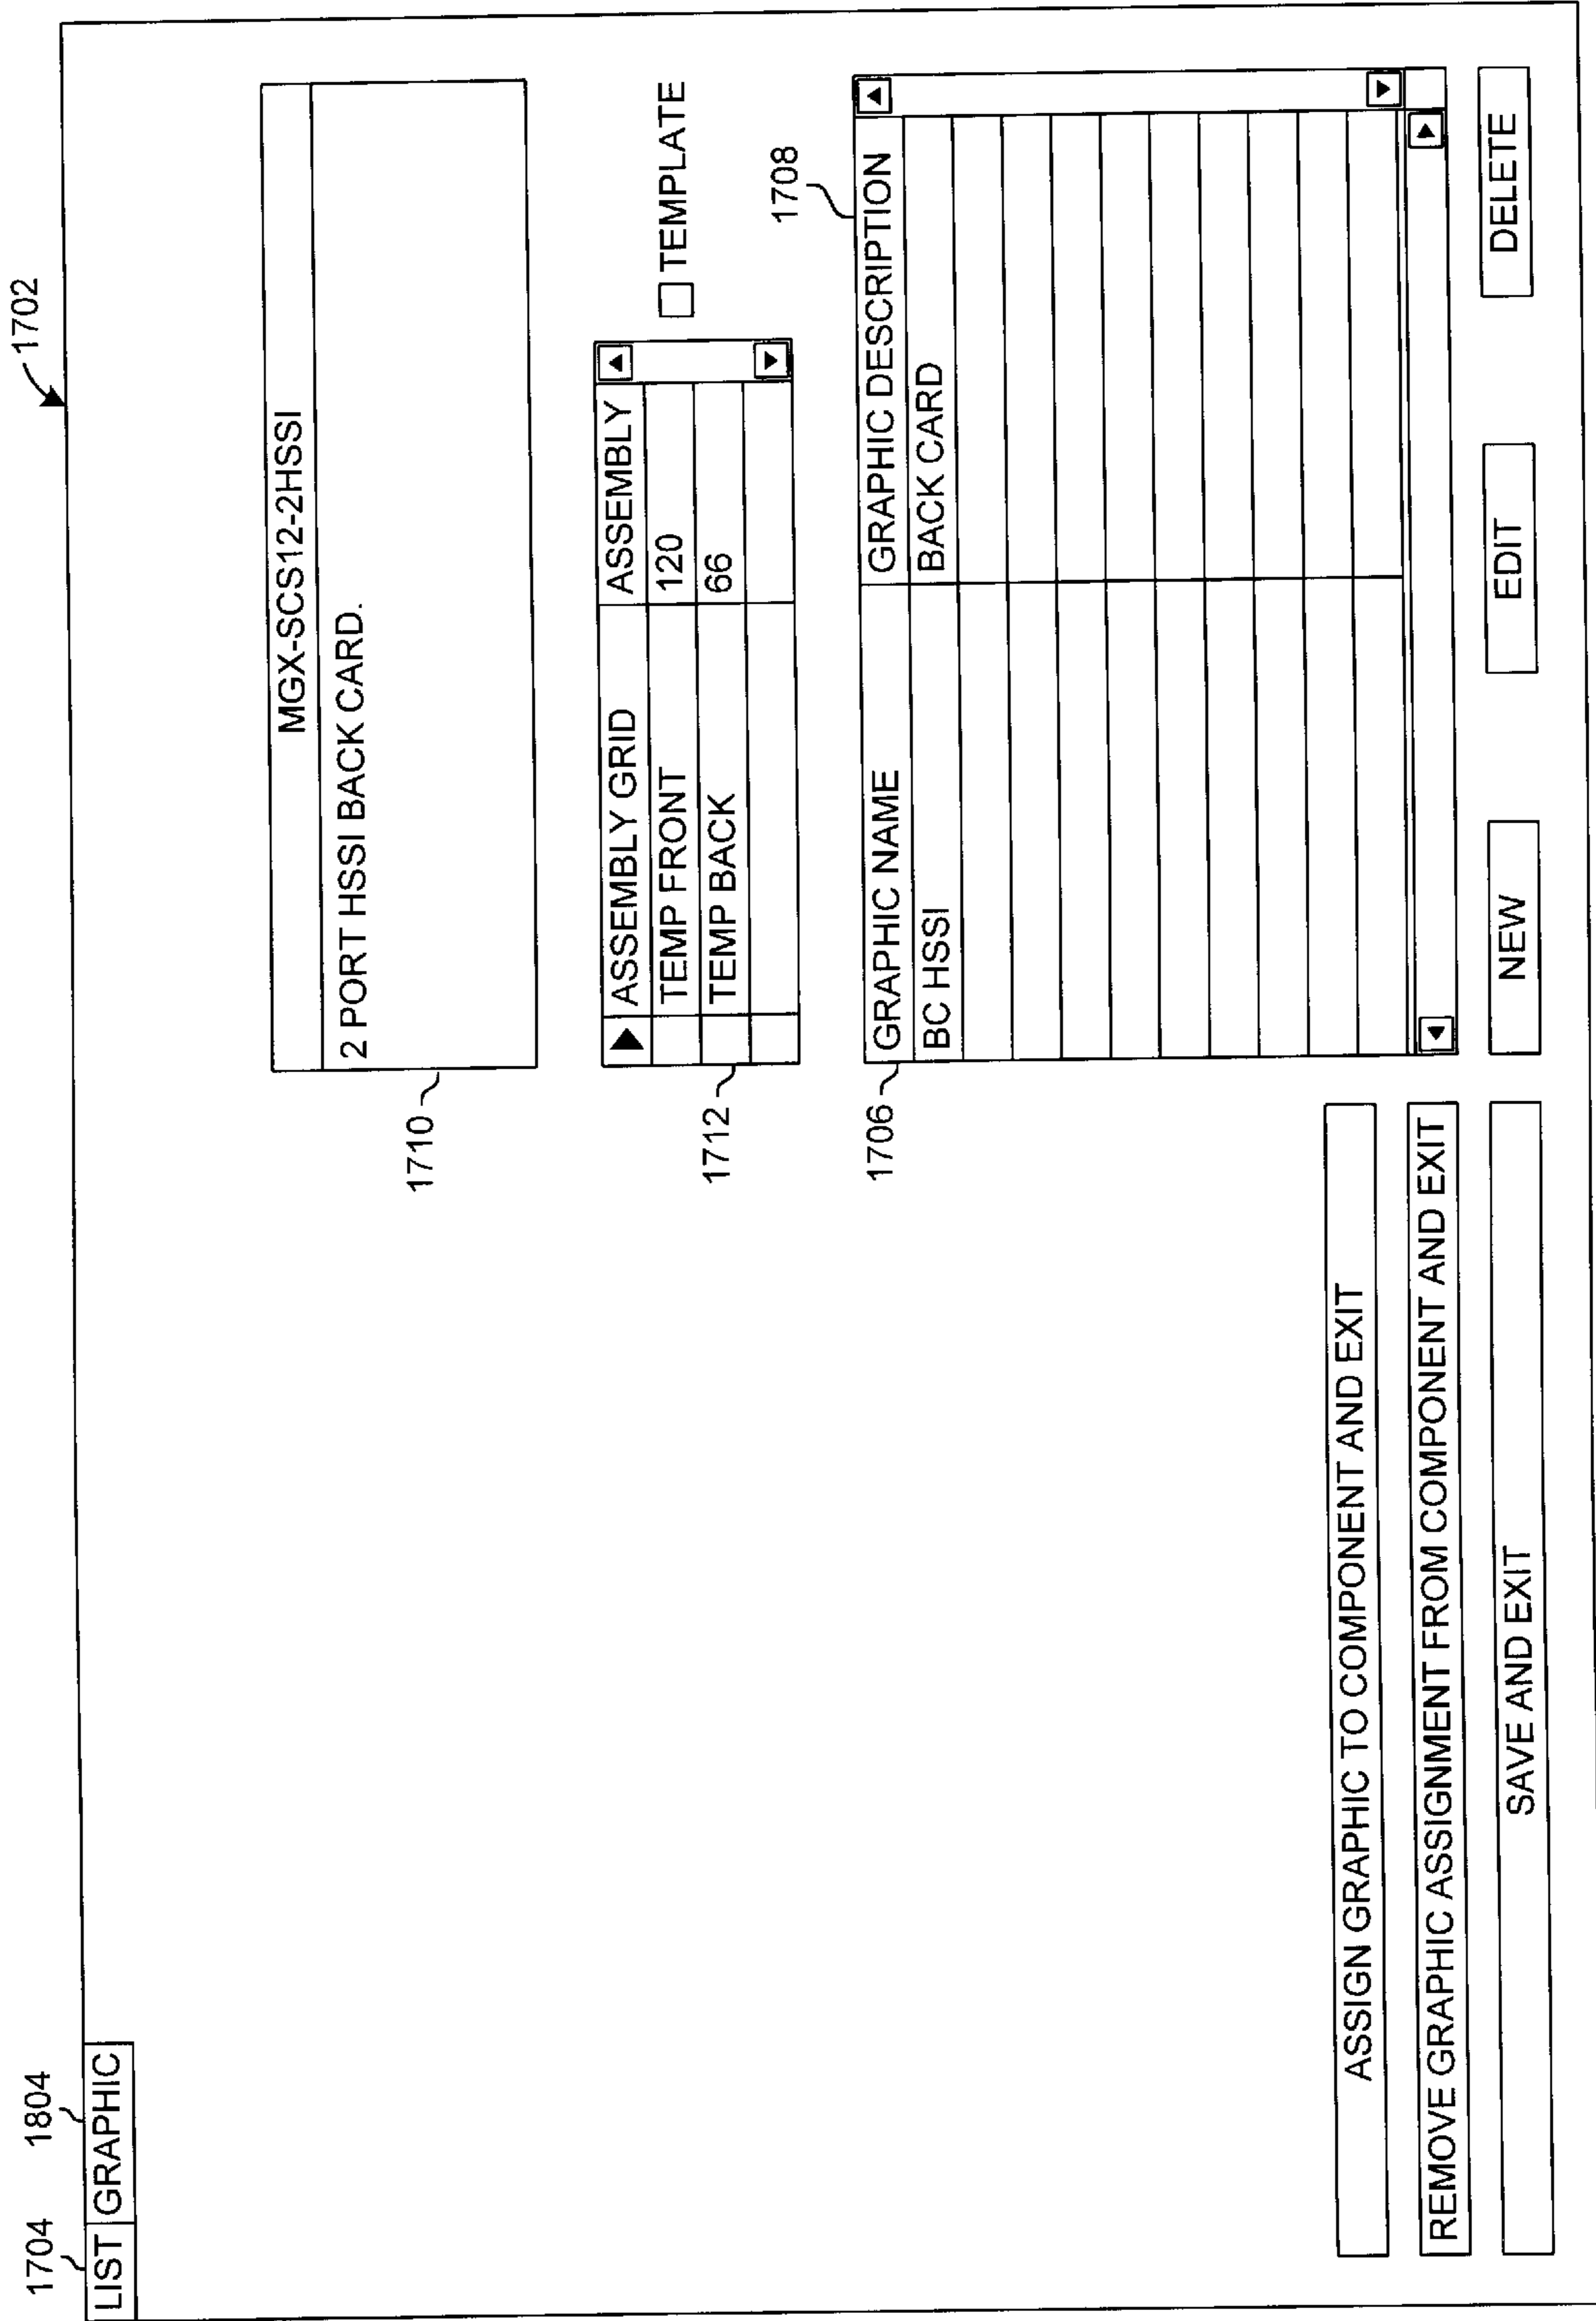 1702
1704 1804
LIST GRAPHIC
MGX-SCS12-2HSSI
2 PORT HSSI BACK CARD.
1710
ASSEMBLY GRID ASSEMBLY
TEMP FRONT 120
TEMP BACK 66
TEMPLATE
1712
1708
GRAPHIC NAME GRAPHIC DESCRIPTION
BC HSSI BACK CARD
1706
ASSIGN GRAPHIC TO COMPONENT AND EXIT
REMOVE GRAPHIC ASSIGNMENT FROM COMPONENT AND EXIT
SAVE AND EXIT
NEW EDIT DELETE